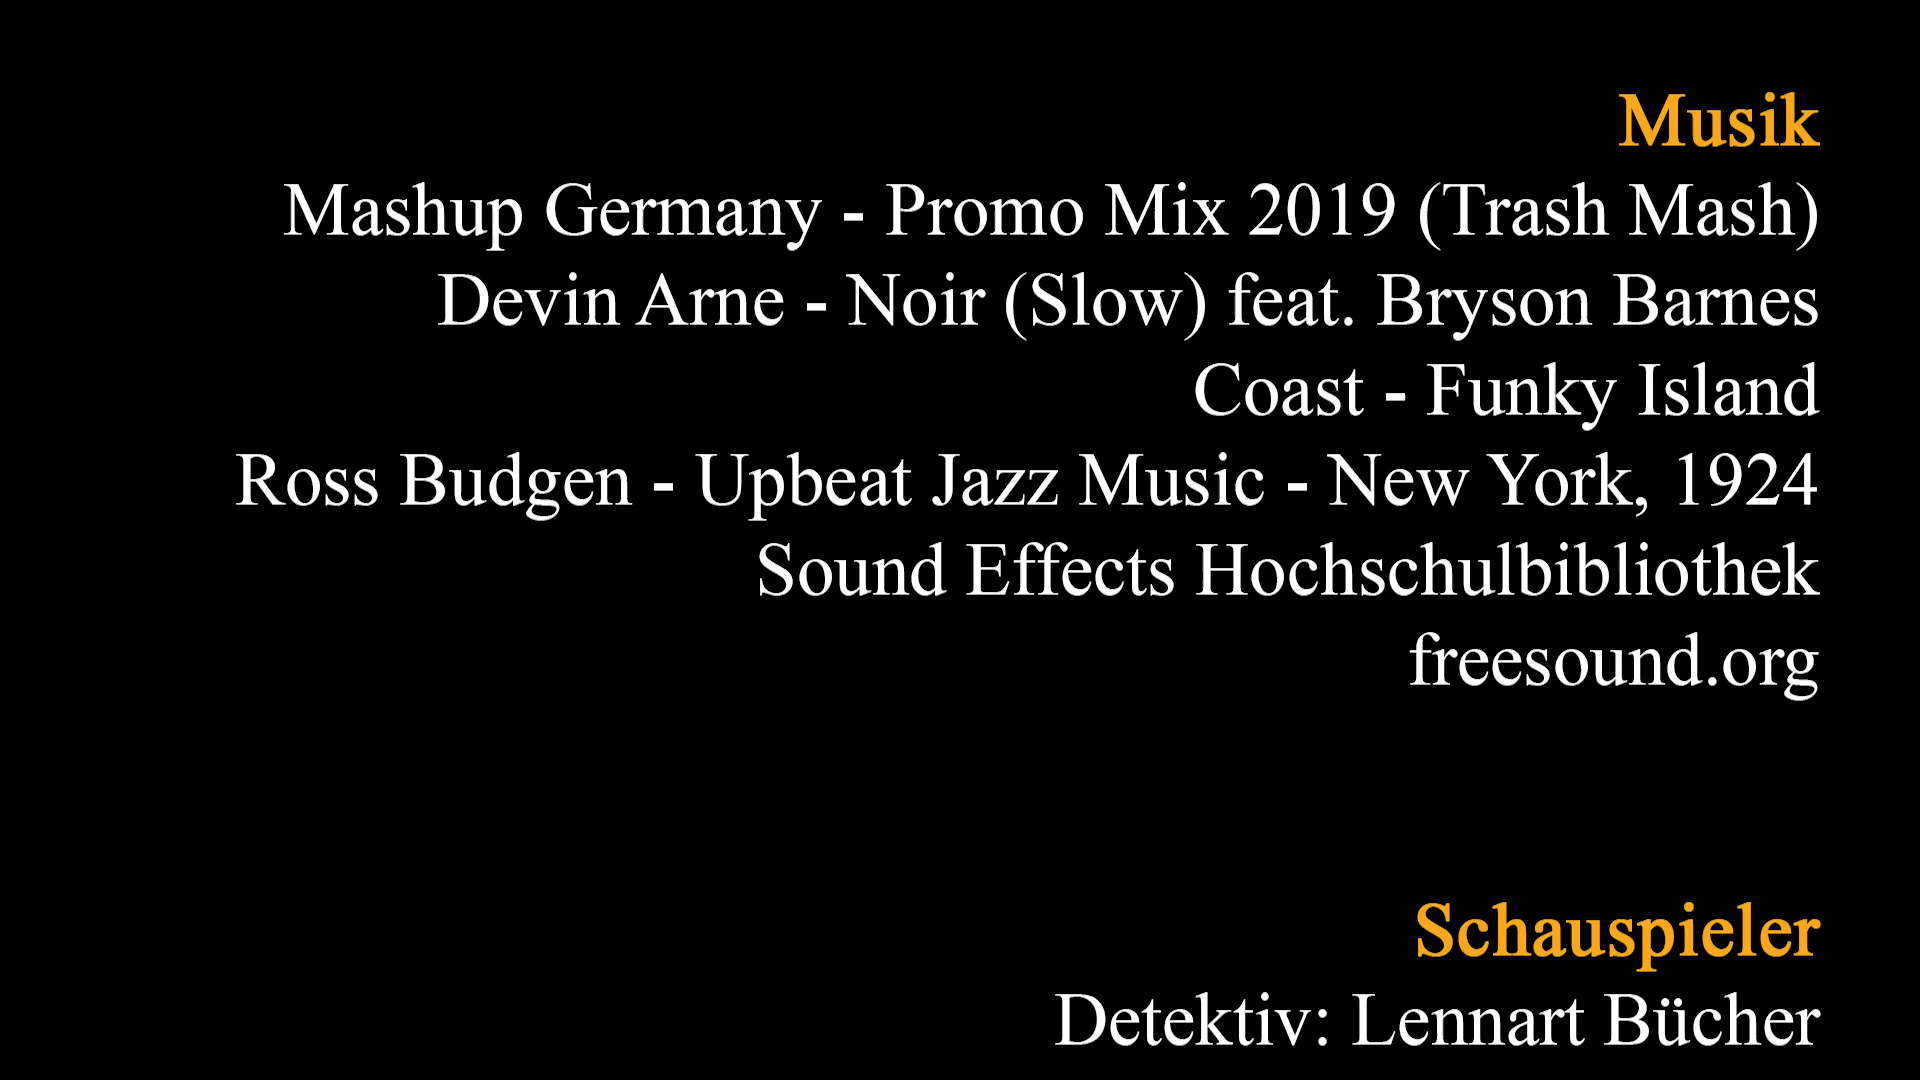 Musik
Mashup Germany - Promo Mix 2019 (Trash Mash)
Devin Arne - Noir (Slow) feat. Bryson Barnes
Coast - Funky Island
Ross Budgen - Upbeat Jazz Music - New York, 1924
Sound Effects Hochschulbibliothek
freesound.org
Schauspieler
Detektiv: Lennart Bücher